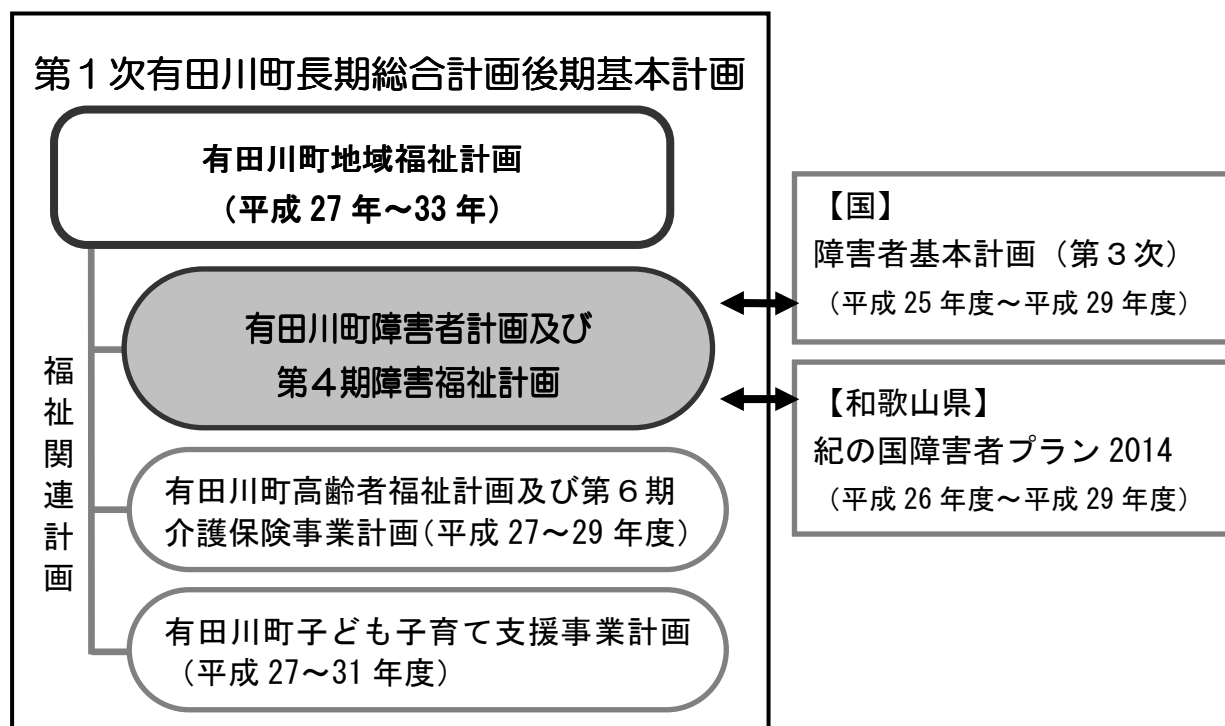 第１次有田川町長期総合計画後期基本計画
有田川町地域福祉計画
（平成 27 年～33 年）
有田川町障害者計画及び
第４期障害福祉計画
福祉関連計画
有田川町高齢者福祉計画及び第６期
介護保険事業計画（平成 27～29 年度）
有田川町子ども子育て支援事業計画
（平成 27～31 年度）
【国】
障害者基本計画（第３次）
（平成 25 年度～平成 29 年度）
【和歌山県】
紀の国障害者プラン 2014
（平成 26 年度～平成 29 年度）